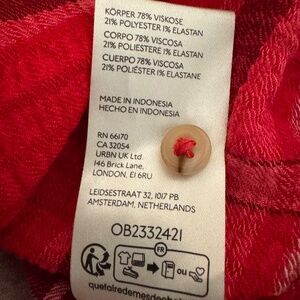 KÖRPER 78% VISKOSE
21% POLYESTER 1% ELASTAN
CORPO 78% VISCOSA
21% POLIESTERE 1% ELASTAN
CUERPO 78% VISCOSA
21% POLIÉSTER 1% ELASTANE
MADE IN INDONESIA
HECHO EN INDONESIA
RN 66170
CA 32054
URBN UK Ltd.
146 Brick Lane,
LONDON, E1 6RU
LEIDSESTRAAT 32, 1017 PB
AMSTERDAM, NETHERLANDS
OB2332421
FR
OU